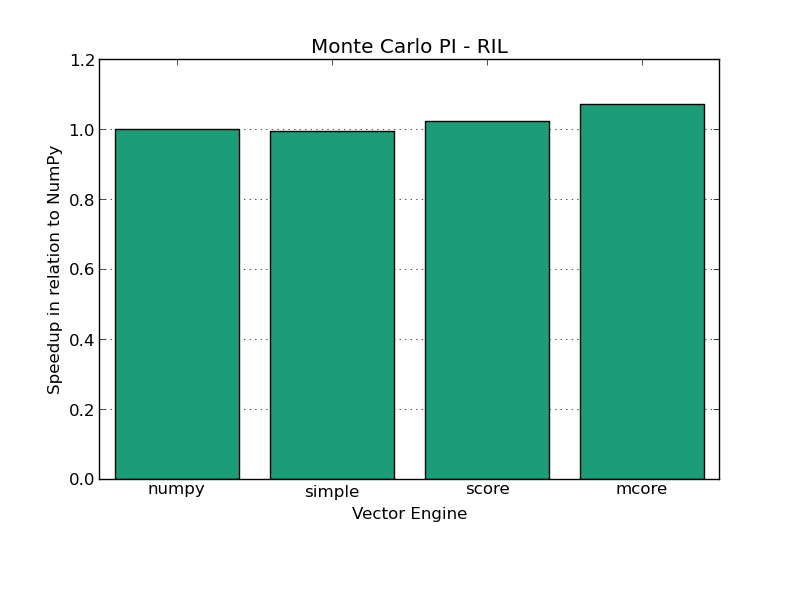 Monte Carlo PI - RIL
1.2
1.0
0.8
0.6
0.4
0.2
0.0
Speedup in relation to NumPy
numpy simple score mcore
Vector Engine